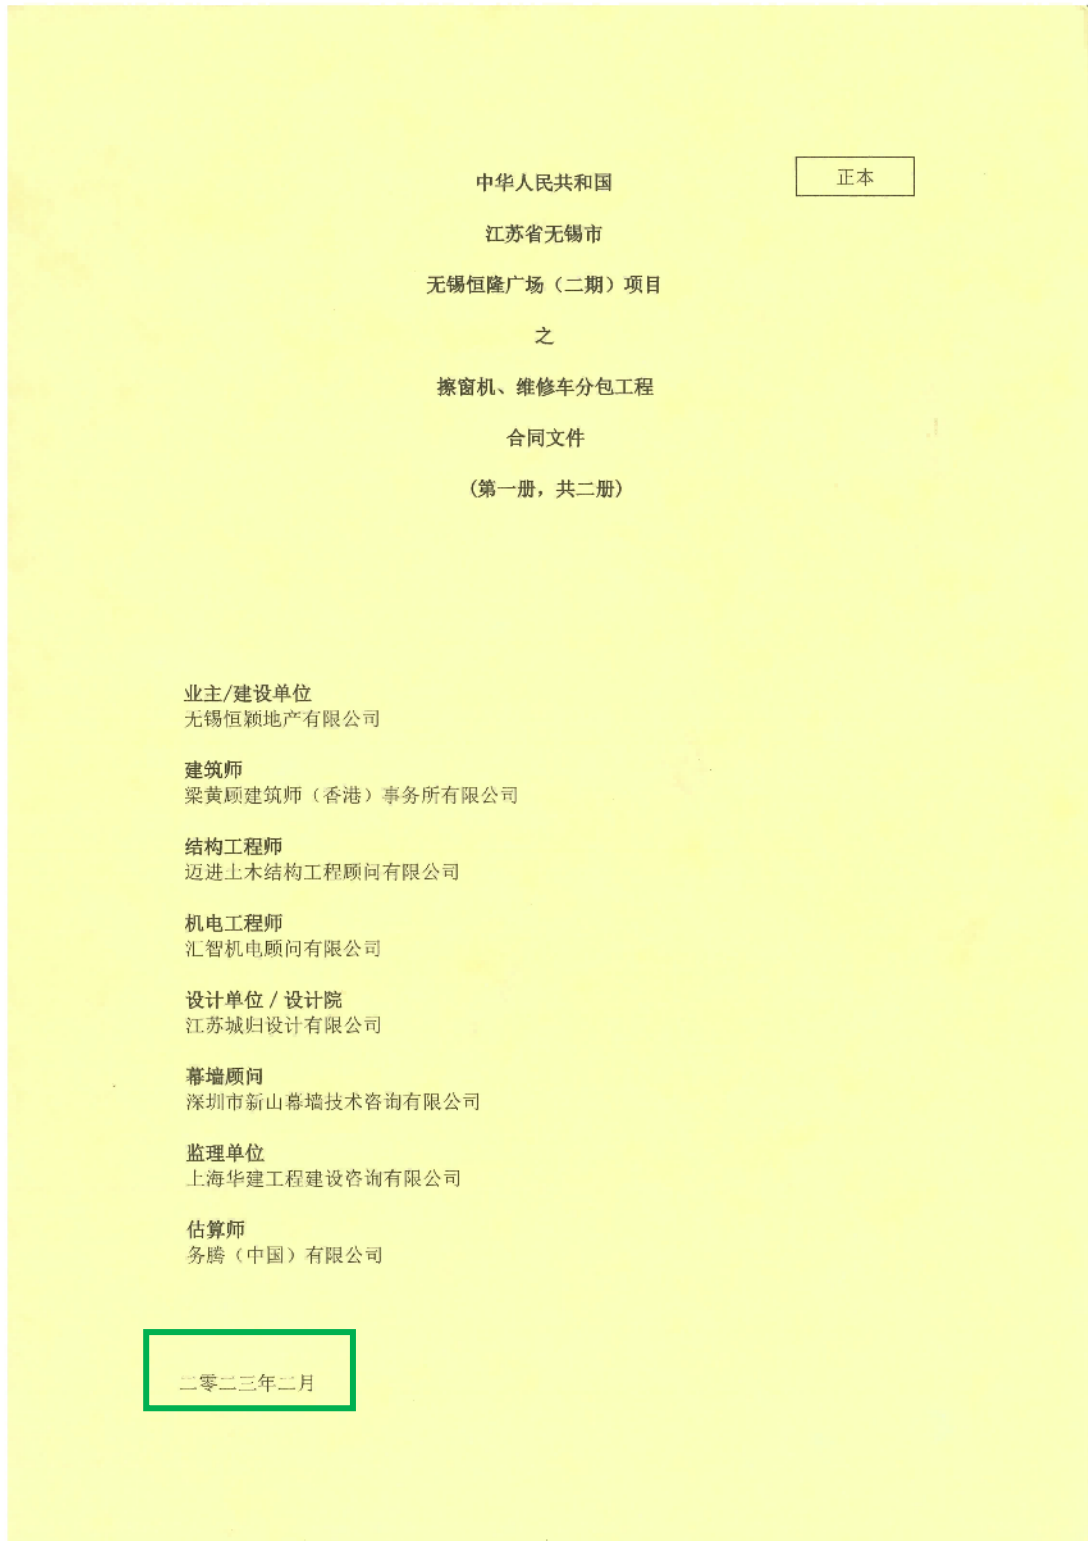 正本
中华人民共和国
江苏省无锡市
无锡恒隆广场（二期）项目
之
擦窗机、维修车分包工程
合同文件
(第一册，共二册)
业主/建设单位
无锡恒颖地产有限公司
建筑师
梁黄顾建筑师（香港）事务所有限公司
结构工程师
迈进土木结构工程顾问有限公司
机电工程师
汇智机电顾问有限公司
设计单位 / 设计院
江苏城归设计有限公司
幕墙顾问
深圳市新山幕墙技术咨询有限公司
监理单位
上海华建工程建设咨询有限公司
估算师
务腾（中国）有限公司
二零二三年二月